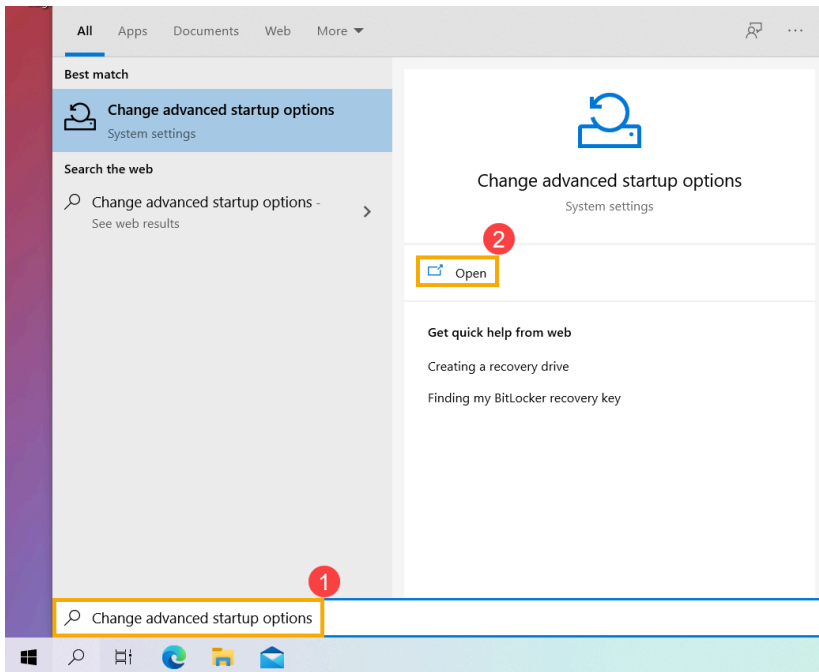 All Apps Documents Web More
Best match
Change advanced startup options
System settings
Search the web
Change advanced startup options -
See web results
Change advanced startup options
System settings
2
Open
Get quick help from web
Creating a recovery drive
Finding my BitLocker recovery key
1
Change advanced startup options